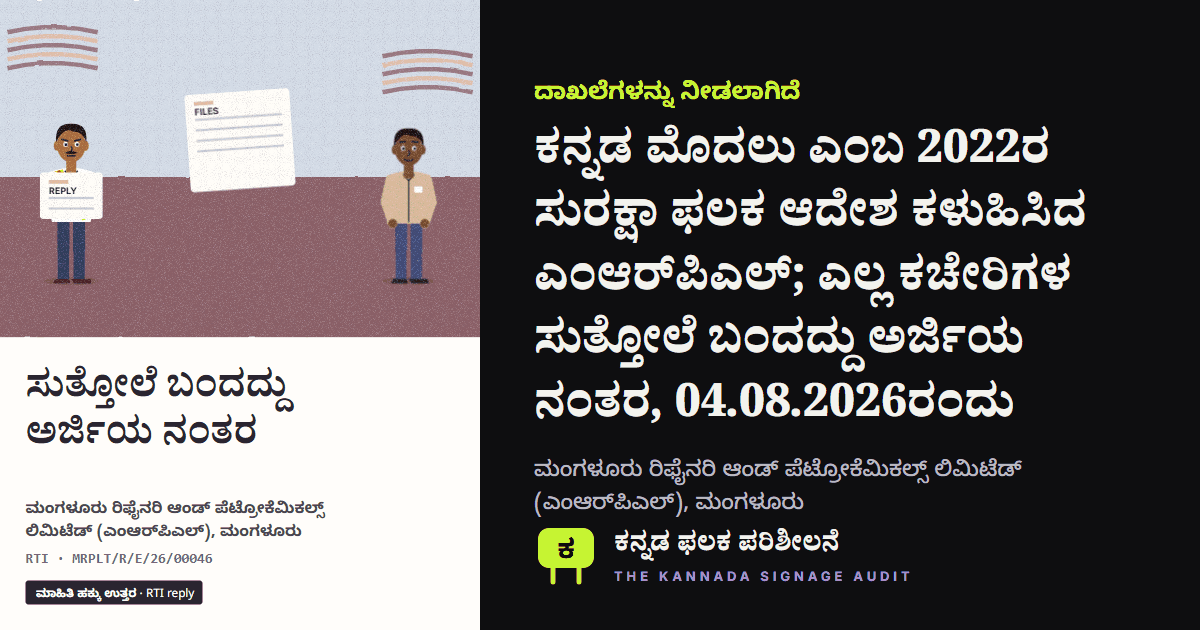 FILES
REPLY
ಸುತ್ತೋಲೆ ಬಂದದ್ದು
ಅರ್ಜಿಯ ನಂತರ
ಮಂಗಳೂರು ರಿಫೈನರಿ ಆಂಡ್ ಪೆಟ್ರೋಕೆಮಿಕಲ್ಸ್
ಲಿಮಿಟೆಡ್ (ಎಂಆರ್‌ಪಿಎಲ್), ಮಂಗಳೂರು
RTI · MRPLT/R/E/26/00046
ಮಾಹಿತಿ ಹಕ್ಕು ಉತ್ತರ · RTI reply
ದಾಖಲೆಗಳನ್ನು ನೀಡಲಾಗಿದೆ
ಕನ್ನಡ ಮೊದಲು ಎಂಬ 2022ರ
ಸುರಕ್ಷಾ ಫಲಕ ಆದೇಶ ಕಳುಹಿಸಿದ
ಎಂಆರ್‌ಪಿಎಲ್; ಎಲ್ಲ ಕಚೇರಿಗಳ
ಸುತ್ತೋಲೆ ಬಂದದ್ದು ಅರ್ಜಿಯ
ನಂತರ, 04.08.2026ರಂದು
ಮಂಗಳೂರು ರಿಫೈನರಿ ಆಂಡ್ ಪೆಟ್ರೋಕೆಮಿಕಲ್ಸ್ ಲಿಮಿಟೆಡ್
(ಎಂಆರ್‌ಪಿಎಲ್), ಮಂಗಳೂರು
ಕ
ಕನ್ನಡ ಫಲಕ ಪರಿಶೀಲನೆ
THE KANNADA SIGNAGE AUDIT